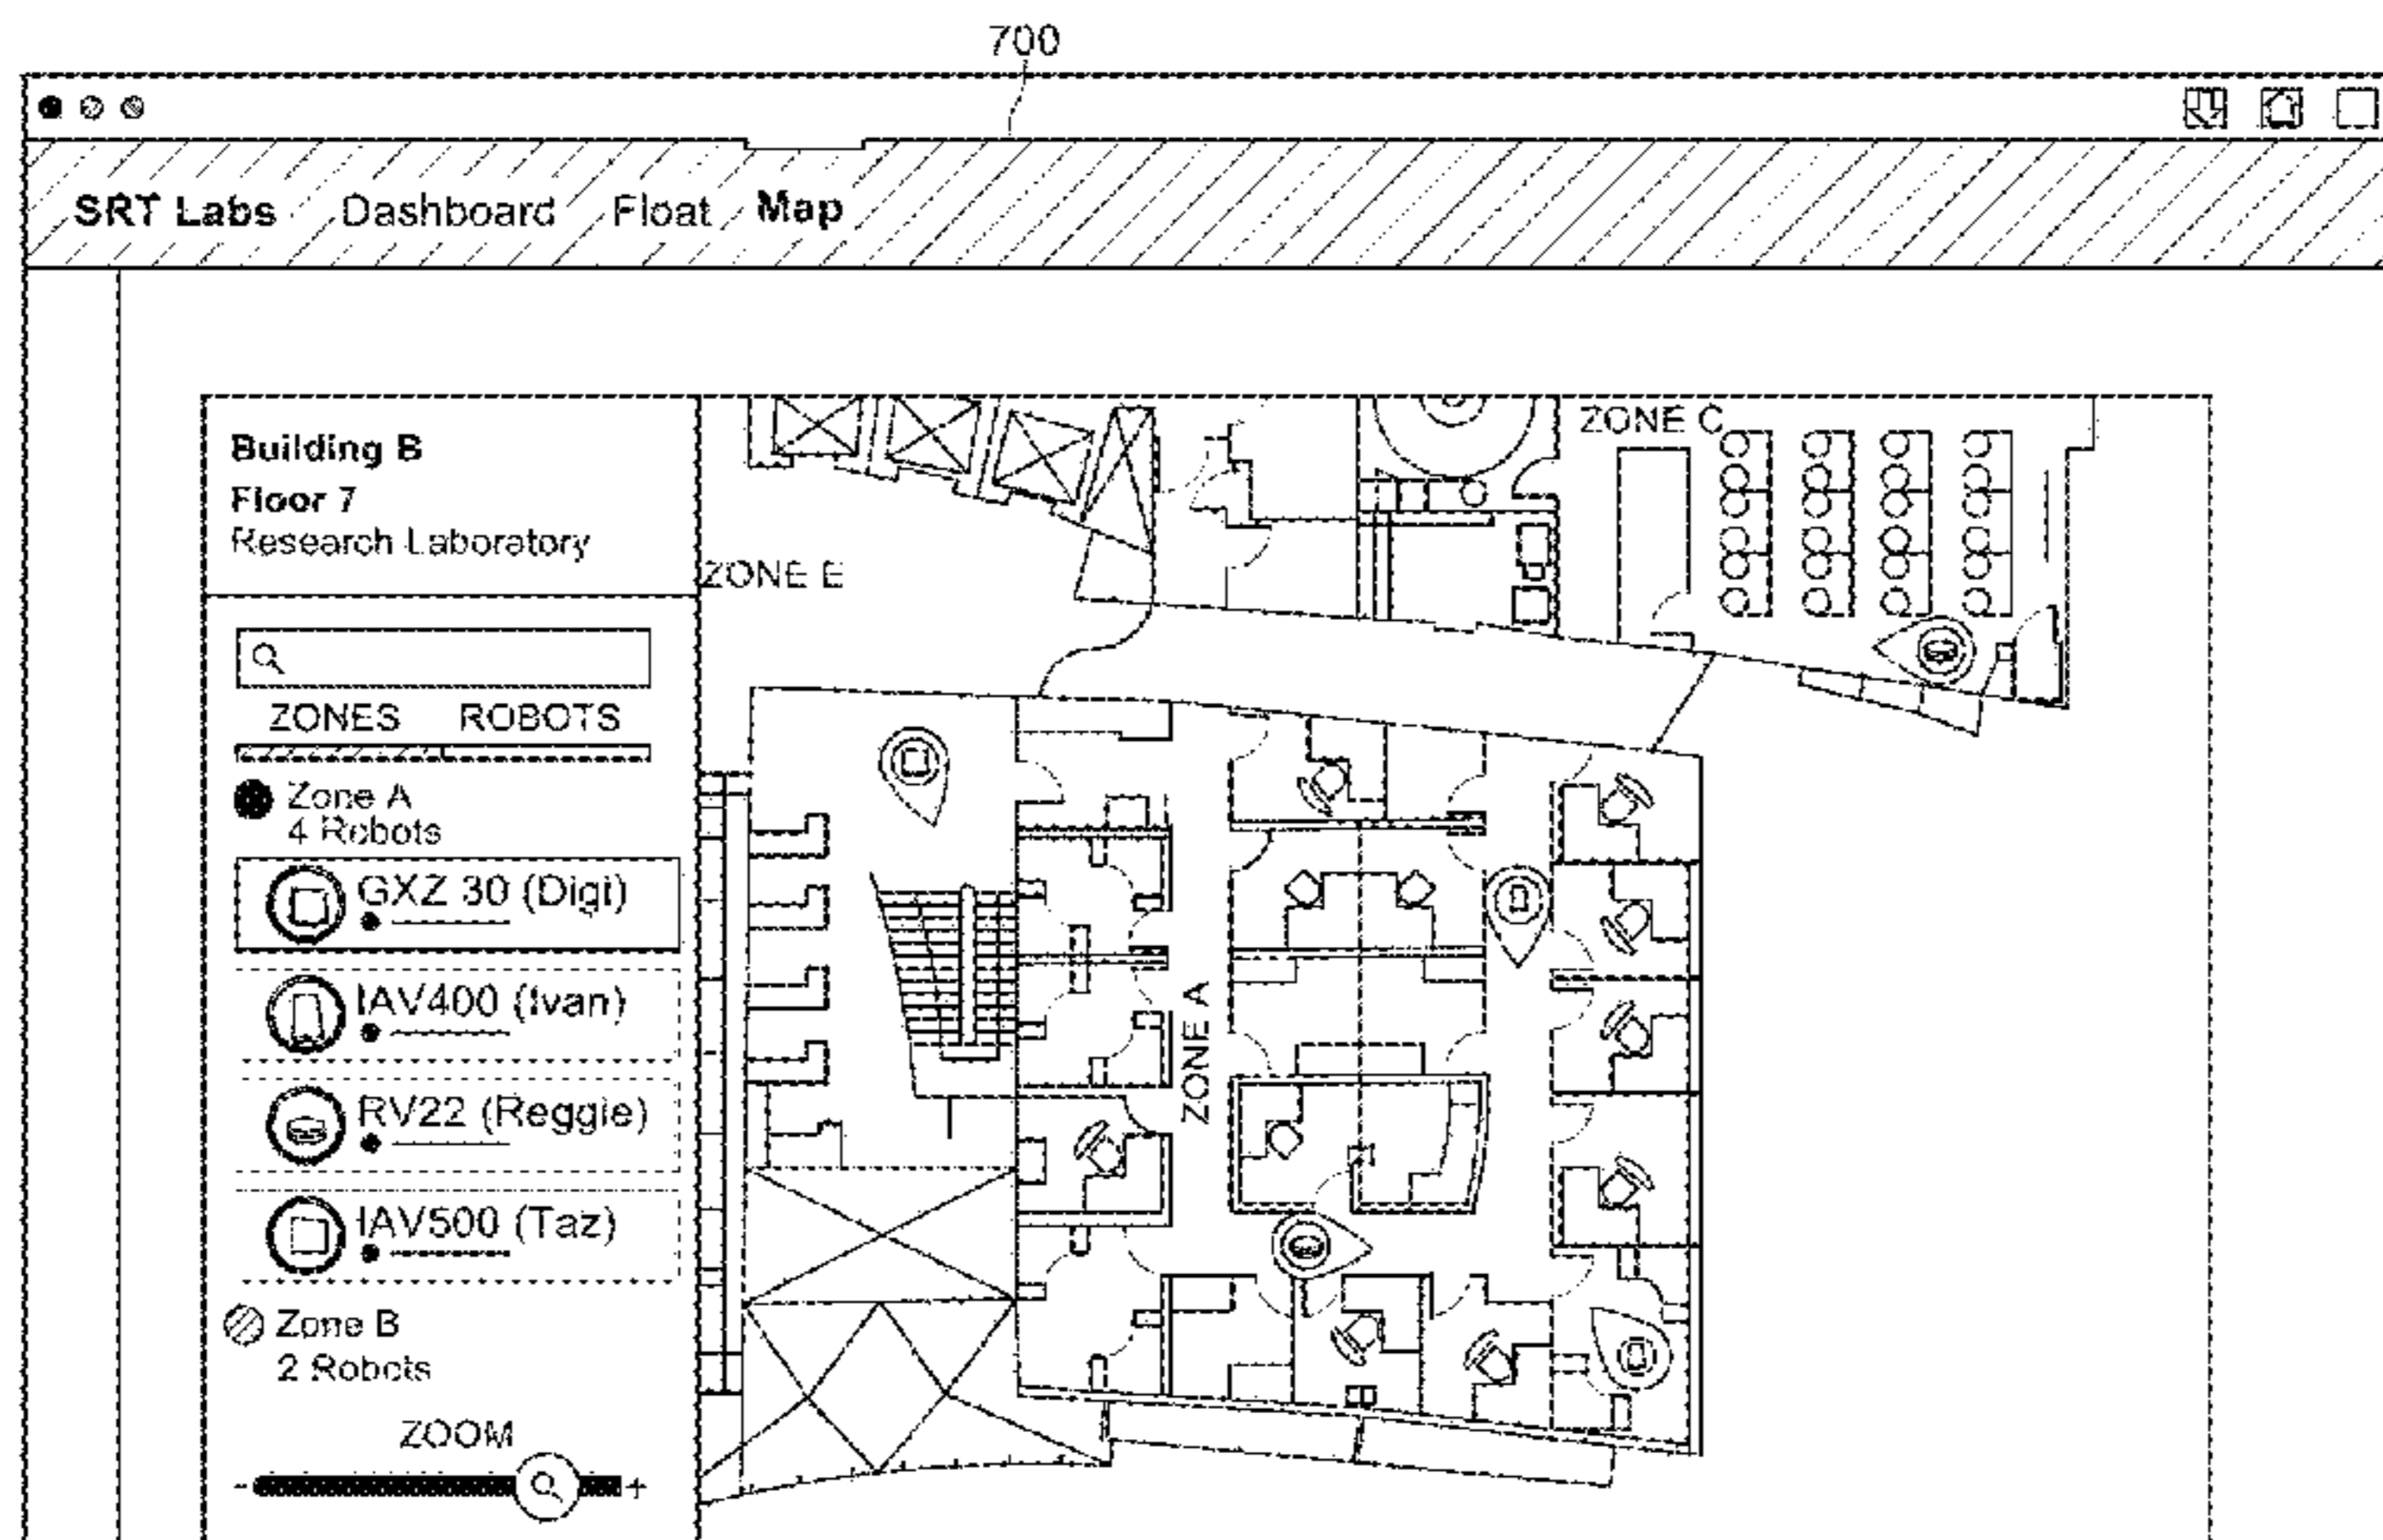 700
SRT Labs Dashboard Float Map
Building B
Floor 7
Research Laboratory
ZONES ROBOTS
Zone A
4 Robots
GXZ 30 (Digi)
IAV400 (Ivan)
RV22 (Reggie)
IAV500 (Taz)
Zone B
2 Robots
ZOOM
- +
ZONE E
ZONE C
ZONE A